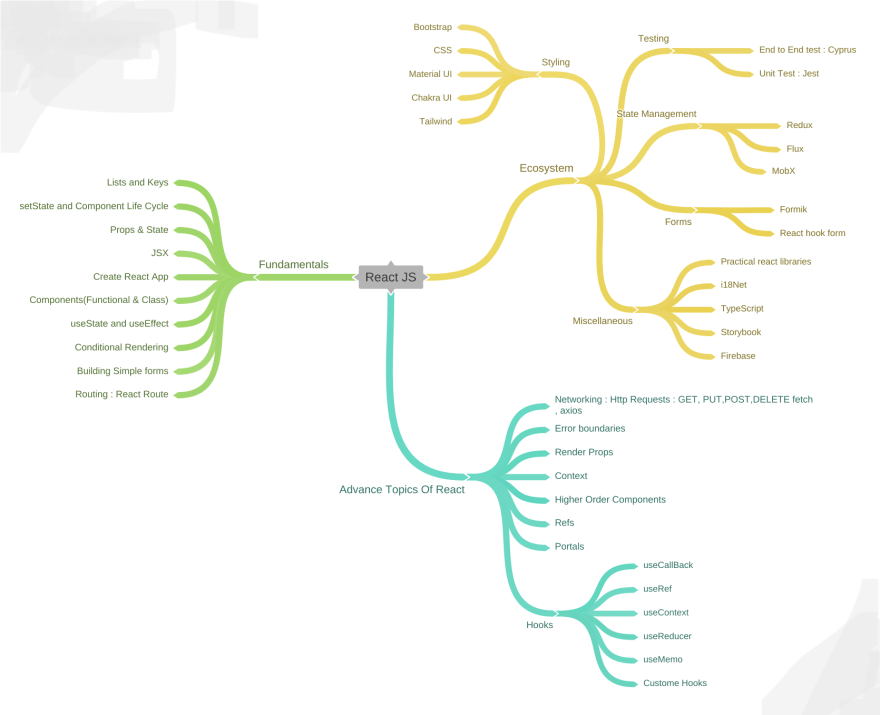 React JS
Fundamentals
Lists and Keys
setState and Component Life Cycle
Props & State
JSX
Create React App
Components(Functional & Class)
useState and useEffect
Conditional Rendering
Building Simple forms
Routing : React Route
Ecosystem
Styling
Bootstrap
CSS
Material UI
Chakra UI
Tailwind
Testing
End to End test : Cyprus
Unit Test : Jest
State Management
Redux
Flux
MobX
Forms
Formik
React hook form
Miscellaneous
Practical react libraries
i18Net
TypeScript
Storybook
Firebase
Advance Topics Of React
Networking : Http Requests : GET, PUT,POST,DELETE fetch
, axios
Error boundaries
Render Props
Context
Higher Order Components
Refs
Portals
Hooks
useCallBack
useRef
useContext
useReducer
useMemo
Custome Hooks